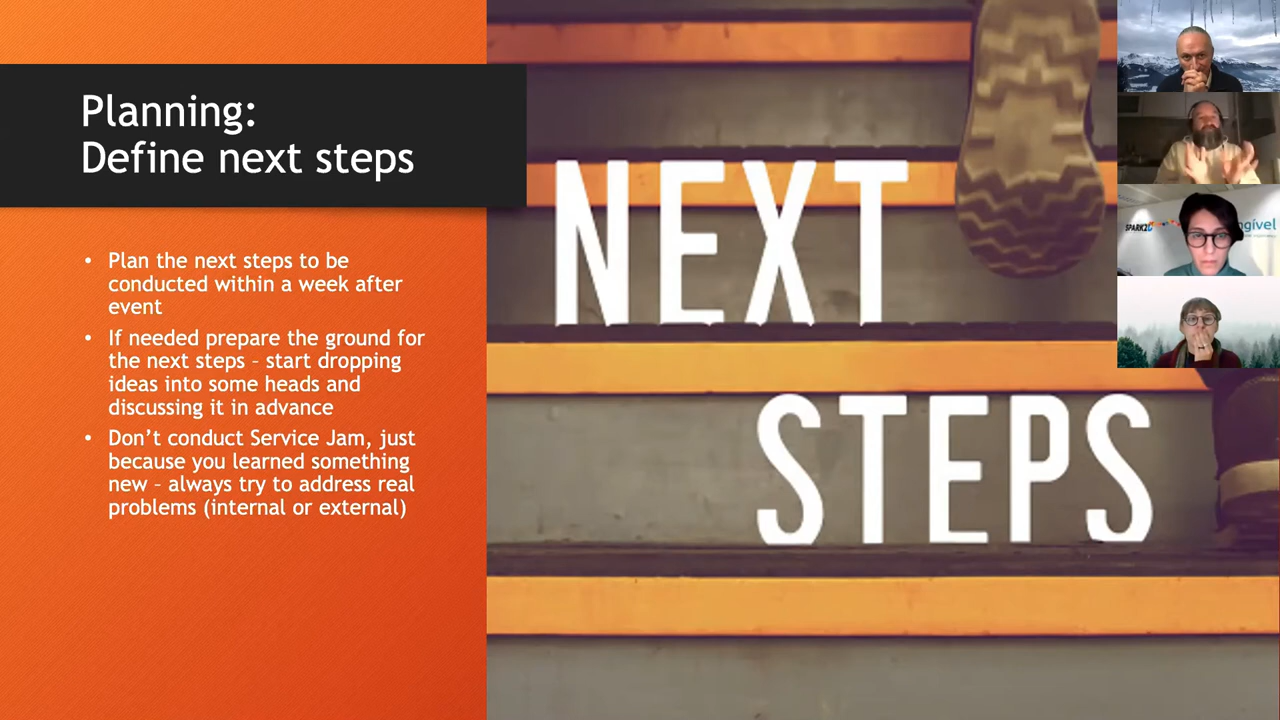 Planning:
Define next steps
• Plan the next steps to be
conducted within a week after
event
• If needed prepare the ground for
the next steps – start dropping
ideas into some heads and
discussing it in advance
• Don’t conduct Service Jam, just
because you learned something
new – always try to address real
problems (internal or external)
NEXT
STEPS